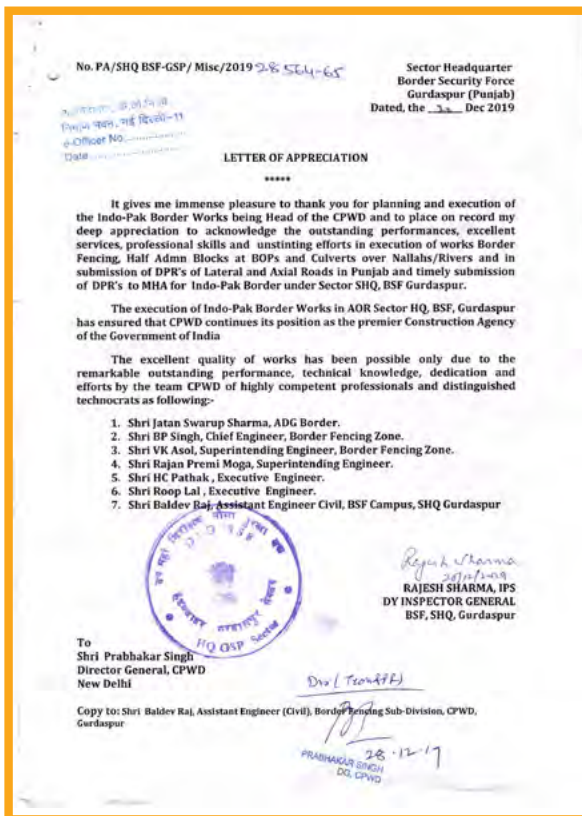 No. PA/SHQ BSF-GSP/ Misc/2019 28564-65
Sector Headquarter
Border Security Force
Gurdaspur (Punjab)
Dated, the Dec 2019
निर्माण भवन, नई दिल्ली-11
e-Officer No.
Date
LETTER OF APPRECIATION
*****
It gives me immense pleasure to thank you for planning and execution of
the Indo-Pak Border Works being Head of the CPWD and to place on record my
deep appreciation to acknowledge the outstanding performances, excellent
services, professional skills and unstinting efforts in execution of works Border
Fencing, Half Admn Blocks at BOPs and Culverts over Nallahs/Rivers and in
submission of DPR's of Lateral and Axial Roads in Punjab and timely submission
of DPR's to MHA for Indo-Pak Border under Sector SHQ, BSF Gurdaspur.
The execution of Indo-Pak Border Works in AOR Sector HQ, BSF, Gurdaspur
has ensured that CPWD continues its position as the premier Construction Agency
of the Government of India
The excellent quality of works has been possible only due to the
remarkable outstanding performance, technical knowledge, dedication and
efforts by the team CPWD of highly competent professionals and distinguished
technocrats as following:-
1. Shri Jatan Swarup Sharma, ADG Border.
2. Shri BP Singh, Chief Engineer, Border Fencing Zone.
3. Shri VK Asol, Superintending Engineer, Border Fencing Zone.
4. Shri Rajan Premi Moga, Superintending Engineer.
5. Shri HC Pathak , Executive Engineer.
6. Shri Roop Lal , Executive Engineer.
7. Shri Baldev Raj, Assistant Engineer Civil, BSF Campus, SHQ Gurdaspur
HQ GSP Sector
Rajesh Sharma
RAJESH SHARMA, IPS
DY INSPECTOR GENERAL
BSF, SHQ, Gurdaspur
To
Shri Prabhakar Singh
Director General, CPWD
New Delhi
Copy to: Shri Baldev Raj, Assistant Engineer (Civil), Border Fencing Sub-Division, CPWD,
Gurdaspur
28-12-19
PRABHAKAR SINGH
DG, CPWD